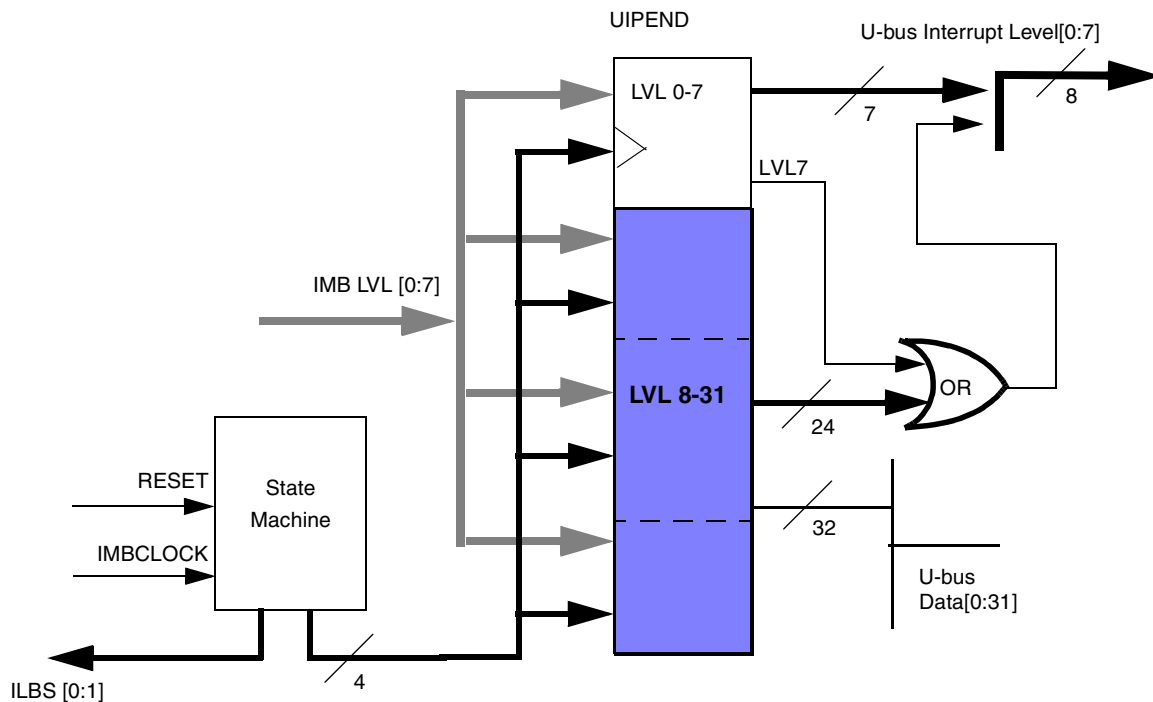 UIPEND
U-bus Interrupt Level[0:7]
LVL 0-7
7
8
LVL7
IMB LVL [0:7]
LVL 8-31
OR
24
RESET
State
Machine
32
IMBCLOCK
U-bus
Data[0:31]
4
ILBS [0:1]